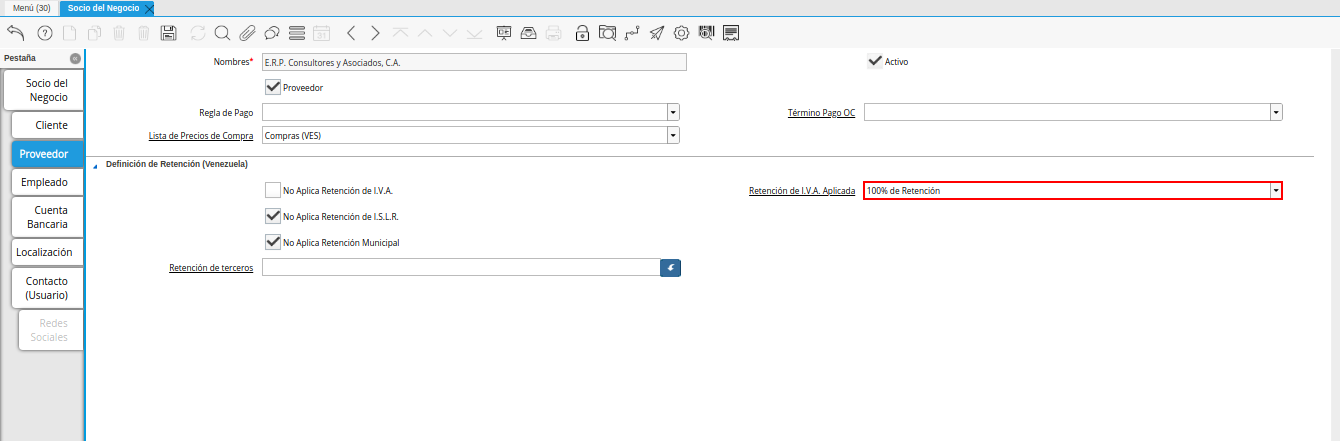 Menú (30)
Socio del Negocio
31
Pestaña
Socio del
Negocio
Cliente
Proveedor
Empleado
Cuenta
Bancaria
Localización
Contacto
(Usuario)
Redes
Sociales
Nombres* E.R.P. Consultores y Asociados, C.A. Activo
Proveedor
Regla de Pago Término Pago OC
Lista de Precios de Compra Compras (VES)
Definición de Retención (Venezuela)
No Aplica Retención de I.V.A. Retención de I.V.A. Aplicada 100% de Retención
No Aplica Retención de I.S.L.R.
No Aplica Retención Municipal
Retención de terceros